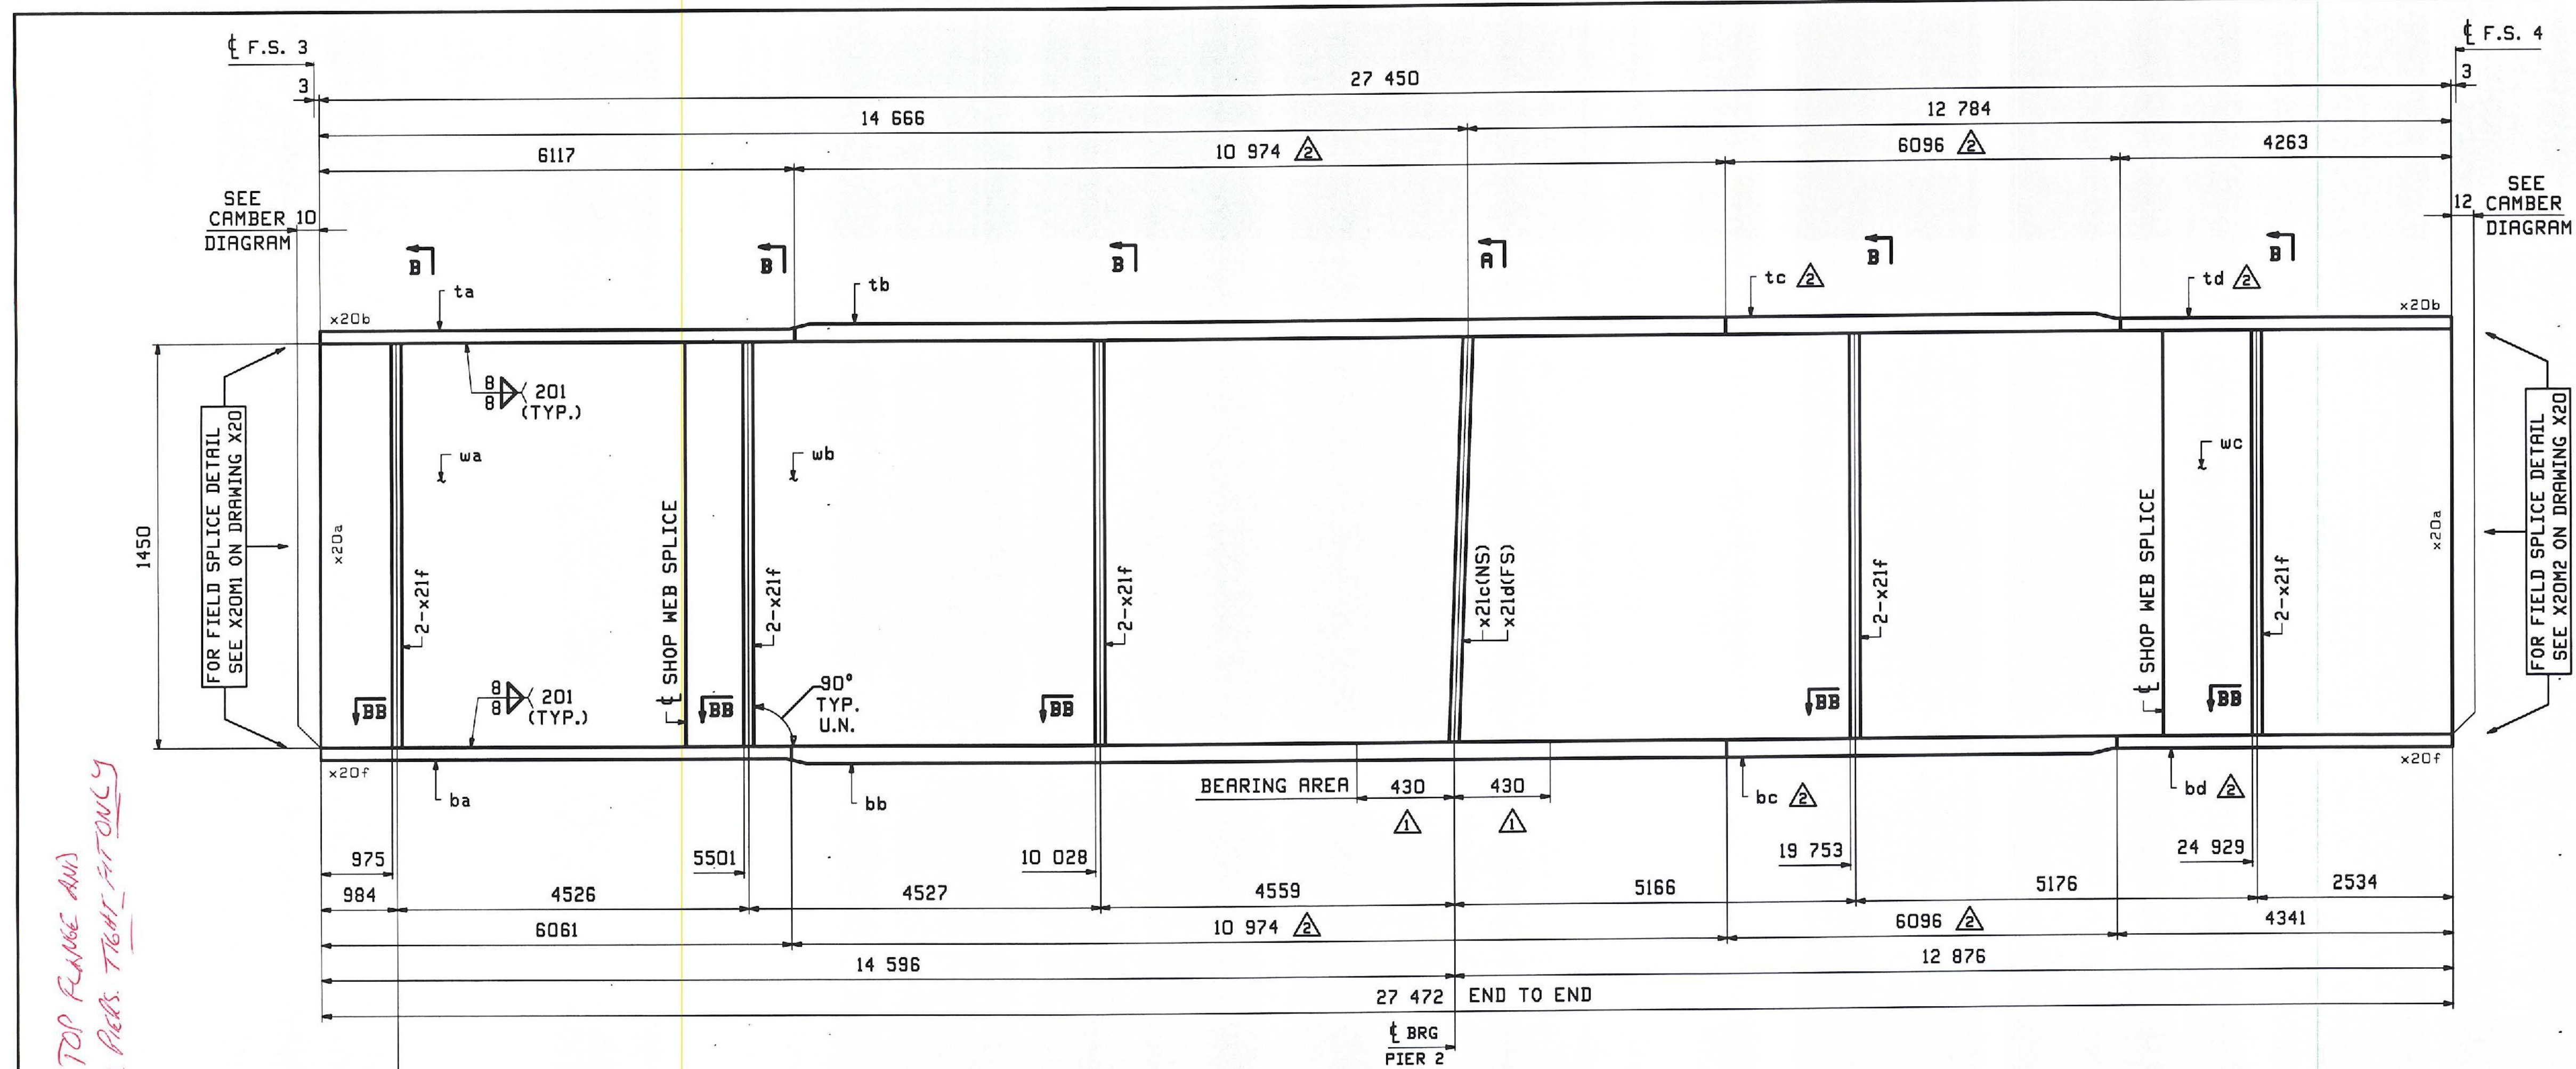 ℄ F.S. 3
℄ F.S. 4
3
27 450
3
14 666
12 784
6117
10 974 2
6096 2
4263
SEE
CAMBER 10
DIAGRAM
SEE
12 CAMBER
DIAGRAM
B
B
B
A
B
B
ta
tb
tc 2
td 2
x20b
x20b
8
8
201
(TYP.)
wa
wb
wc
1450
FOR FIELD SPLICE DETAIL
SEE X20M1 ON DRAWING X20
x20a
2-x21f
℄ SHOP WEB SPLICE
2-x21f
2-x21f
x21c(NS)
x21d(FS)
2-x21f
℄ SHOP WEB SPLICE
2-x21f
x20a
FOR FIELD SPLICE DETAIL
SEE X20M2 ON DRAWING X20
8
8
201
(TYP.)
90°
TYP.
U.N.
BB
BB
BB
BB
BB
x20f
x20f
ba
bb
BEARING AREA
430
430
1
1
bc 2
bd 2
975
5501
10 028
19 753
24 929
984
4526
4527
4559
5166
5176
2534
6061
10 974 2
6096 2
4341
14 596
12 876
27 472 END TO END
℄ BRG
PIER 2
TOP FLANGE AND
PIERS. TIGHT FIT ONLY